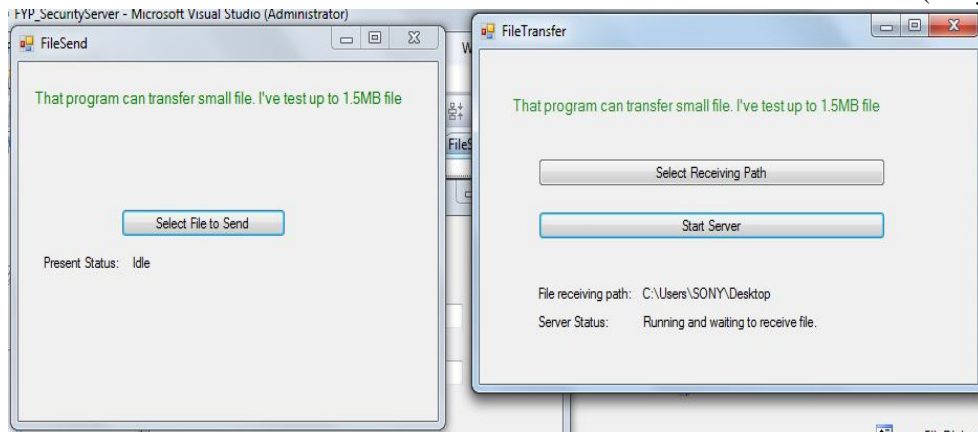 FYP_SecurityServer - Microsoft Visual Studio (Administrator)
FileSend
That program can transfer small file. I've test up to 1.5MB file
Select File to Send
Present Status: Idle
FileTransfer
That program can transfer small file. I've test up to 1.5MB file
Select Receiving Path
Start Server
File receiving path: C:\Users\SONY\Desktop
Server Status: Running and waiting to receive file.